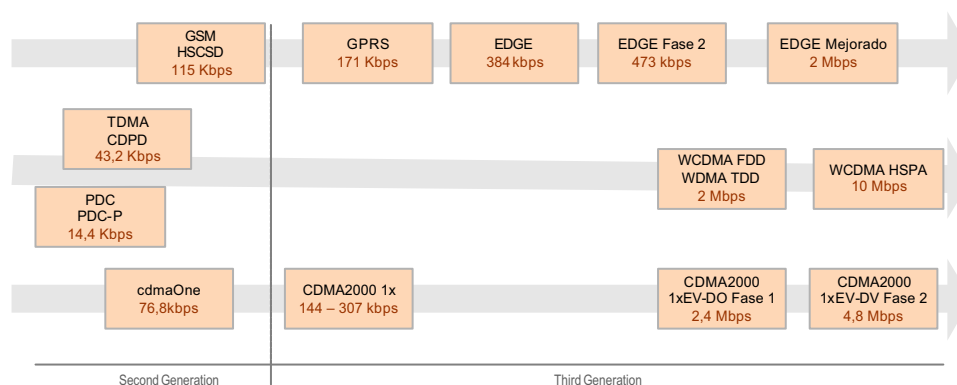 GSM
HSCSD
115 Kbps
GPRS
171 Kbps
EDGE
384 kbps
EDGE Fase 2
473 kbps
EDGE Mejorado
2 Mbps
TDMA
CDPD
43,2 Kbps
WCDMA FDD
WDMA TDD
2 Mbps
WCDMA HSPA
10 Mbps
PDC
PDC-P
14,4 Kbps
cdmaOne
76,8kbps
CDMA2000 1x
144 – 307 kbps
CDMA2000
1xEV-DO Fase 1
2,4 Mbps
CDMA2000
1xEV-DV Fase 2
4,8 Mbps
Second Generation
Third Generation